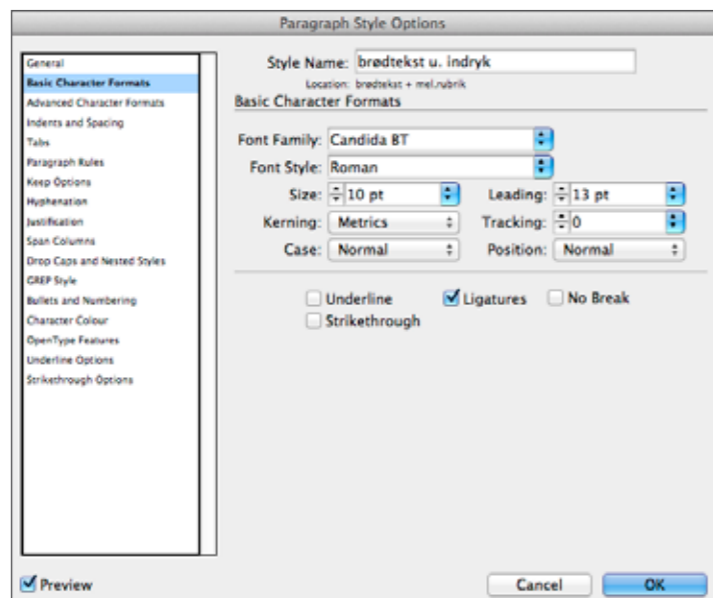 Paragraph Style Options
General
Basic Character Formats
Advanced Character Formats
Indents and Spacing
Tabs
Paragraph Rules
Keep Options
Hyphenation
Justification
Span Columns
Drop Caps and Nested Styles
GREP Style
Bullets and Numbering
Character Colour
OpenType Features
Underline Options
Strikethrough Options
Style Name: brødtekst u. indryk
Location: brødtekst + mel.rubrik
Basic Character Formats
Font Family: Candida BT
Font Style: Roman
Size: 10 pt Leading: 13 pt
Kerning: Metrics Tracking: 0
Case: Normal Position: Normal
Underline Ligatures No Break
Strikethrough
Preview Cancel OK